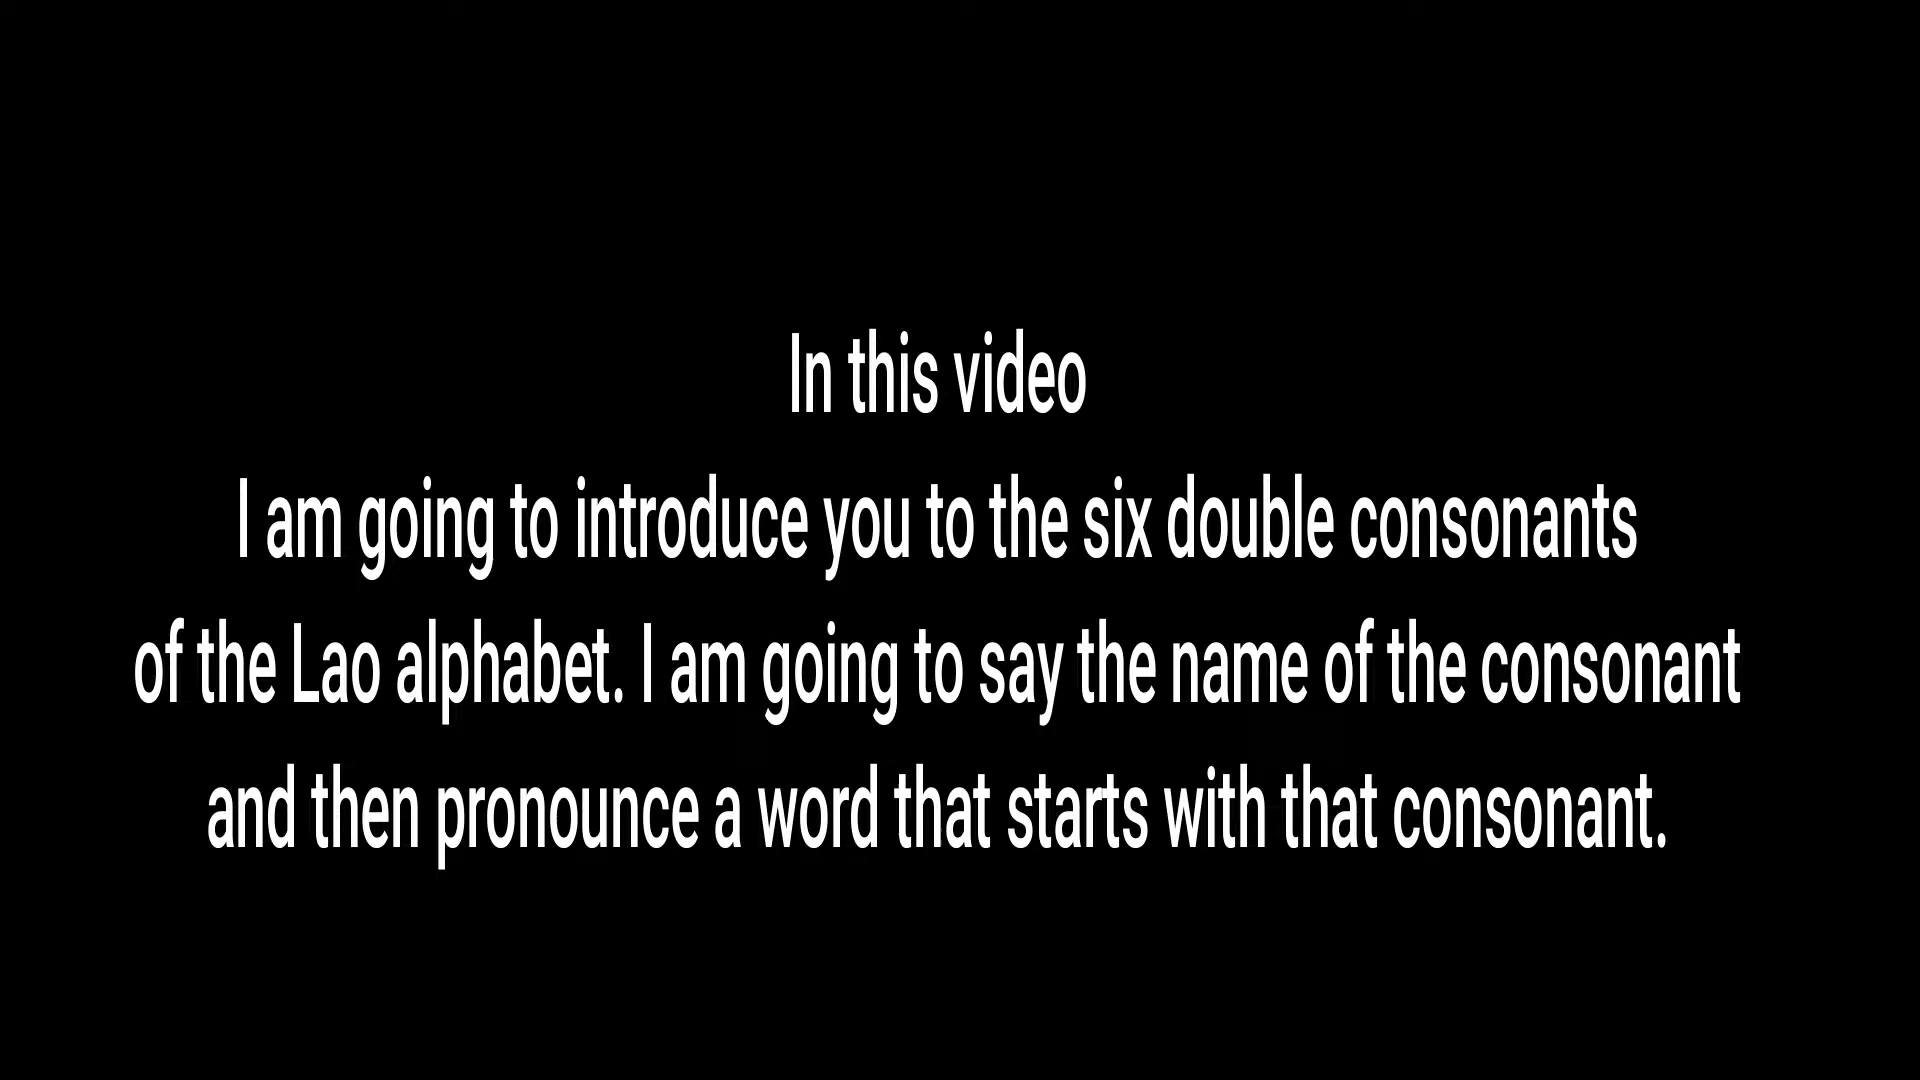 In this video
I am going to introduce you to the six double consonants
of the Lao alphabet. I am going to say the name of the consonant
and then pronounce a word that starts with that consonant.